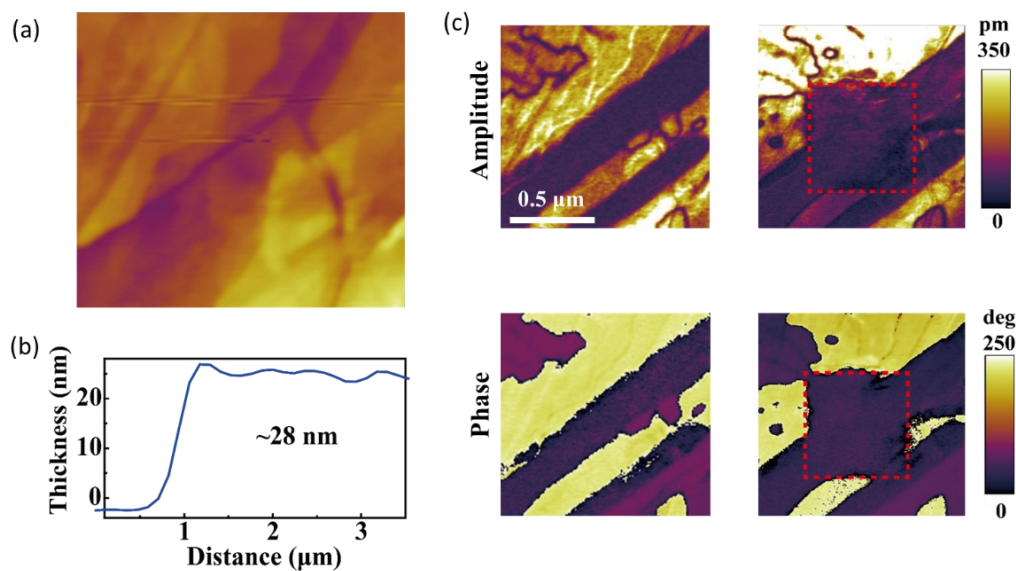 (a)
(b)
Thickness (nm)
20
10
0
~28 nm
1
2
3
Distance (μm)
(c)
Amplitude
0.5 μm
pm
350
0
Phase
deg
250
0